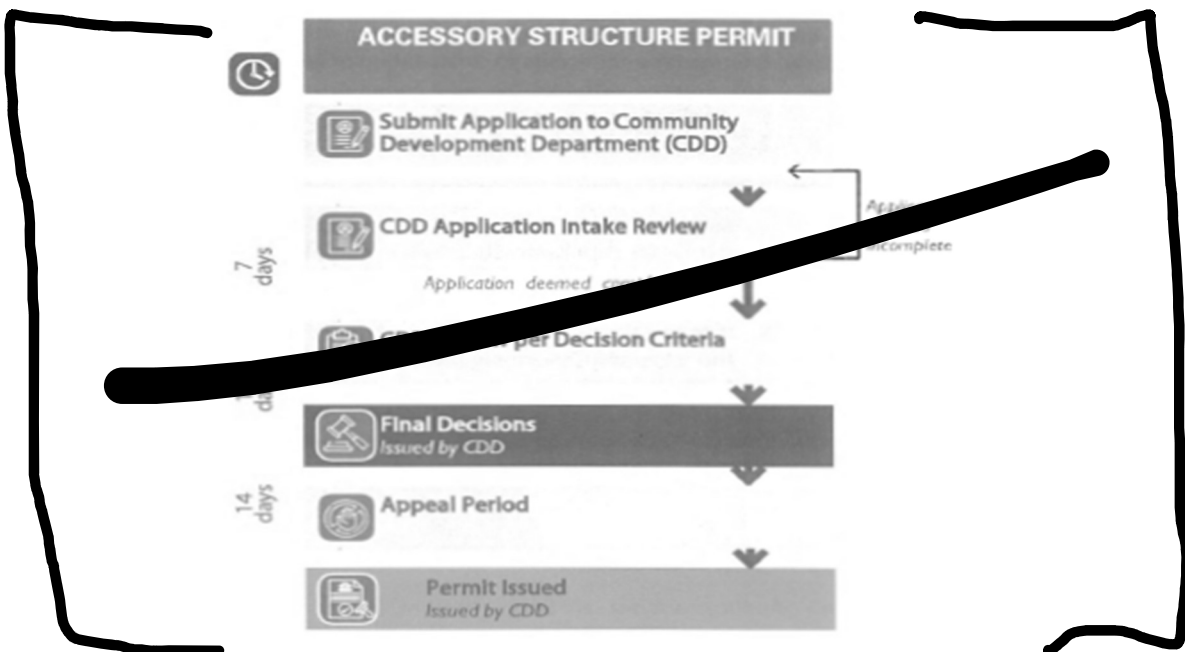 ACCESSORY STRUCTURE PERMIT
Submit Application to Community
Development Department (CDD)
CDD Application Intake Review
7
days
incomplete
Application deemed
per Decision Criteria
Final Decisions
Issued by CDD
14
days
Appeal Period
Permit Issued
Issued by CDD